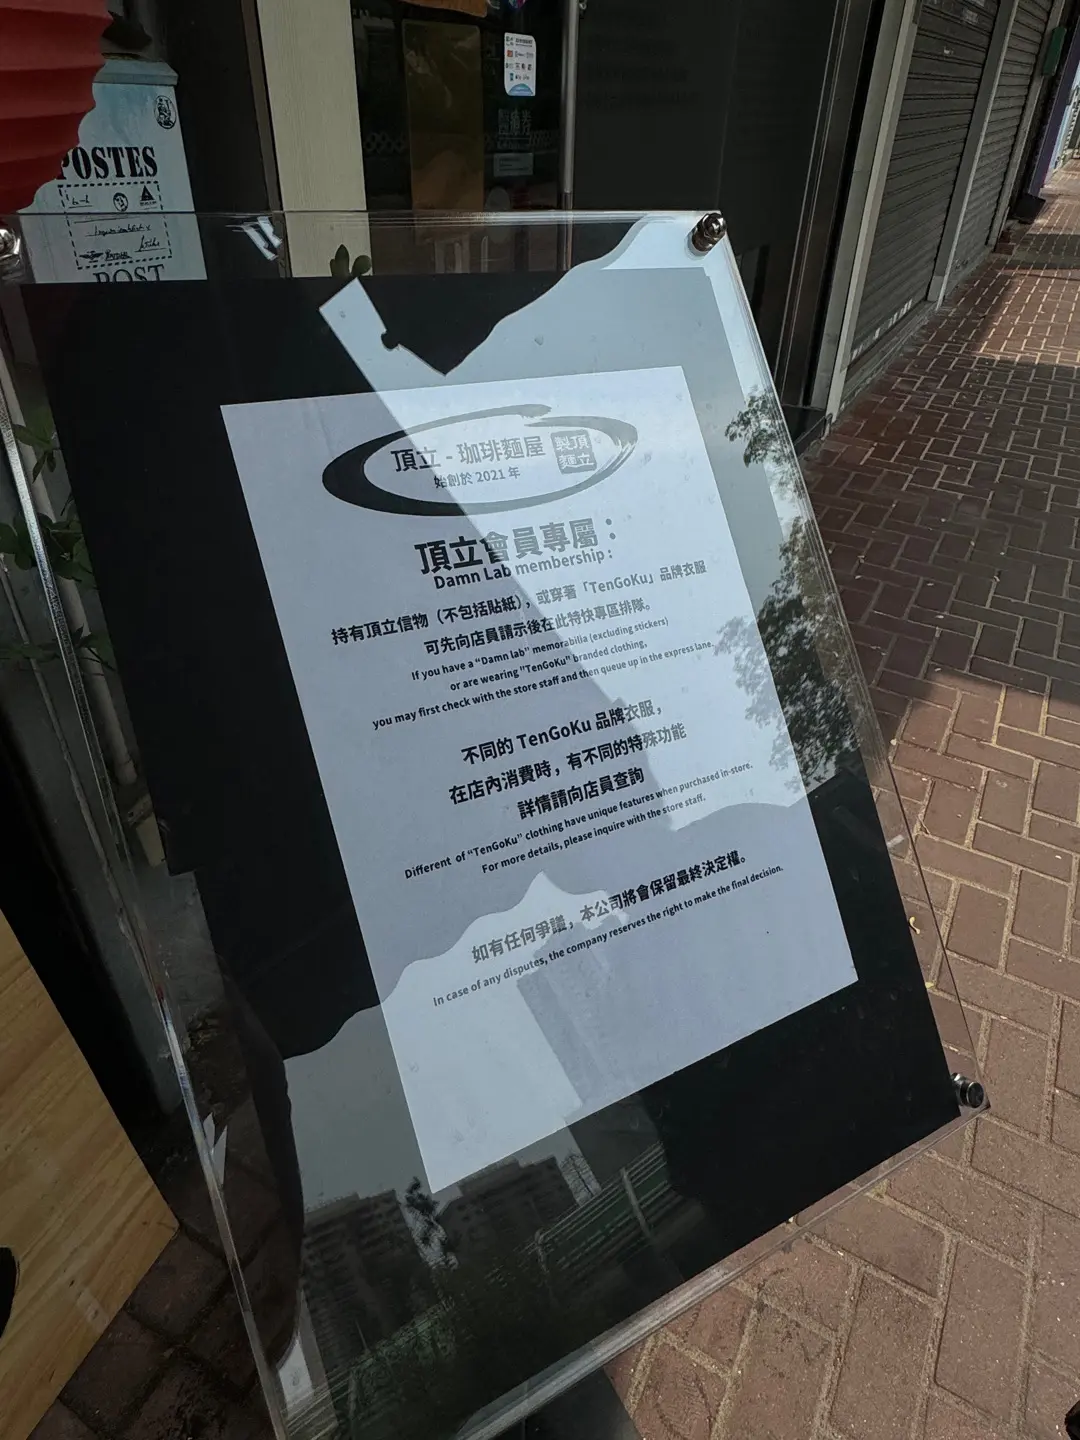 POSTES
POST
頂立 - 珈琲麵屋
頂立製麵
始創於 2021 年
頂立會員專屬：
Damn Lab membership :
持有頂立信物（不包括貼紙），或穿著「TenGoKu」品牌衣服
可先向店員請示後在此特快專區排隊。
If you have a "Damn lab" memorabilia (excluding stickers)
or are wearing "TenGoKu" branded clothing,
you may first check with the store staff and then queue up in the express lane.
不同的 TenGoKu 品牌衣服，
在店內消費時，有不同的特殊功能
詳情請向店員查詢
Different of "TenGoKu" clothing have unique features when purchased in-store.
For more details, please inquire with the store staff.
如有任何爭議，本公司將會保留最終決定權。
In case of any disputes, the company reserves the right to make the final decision.